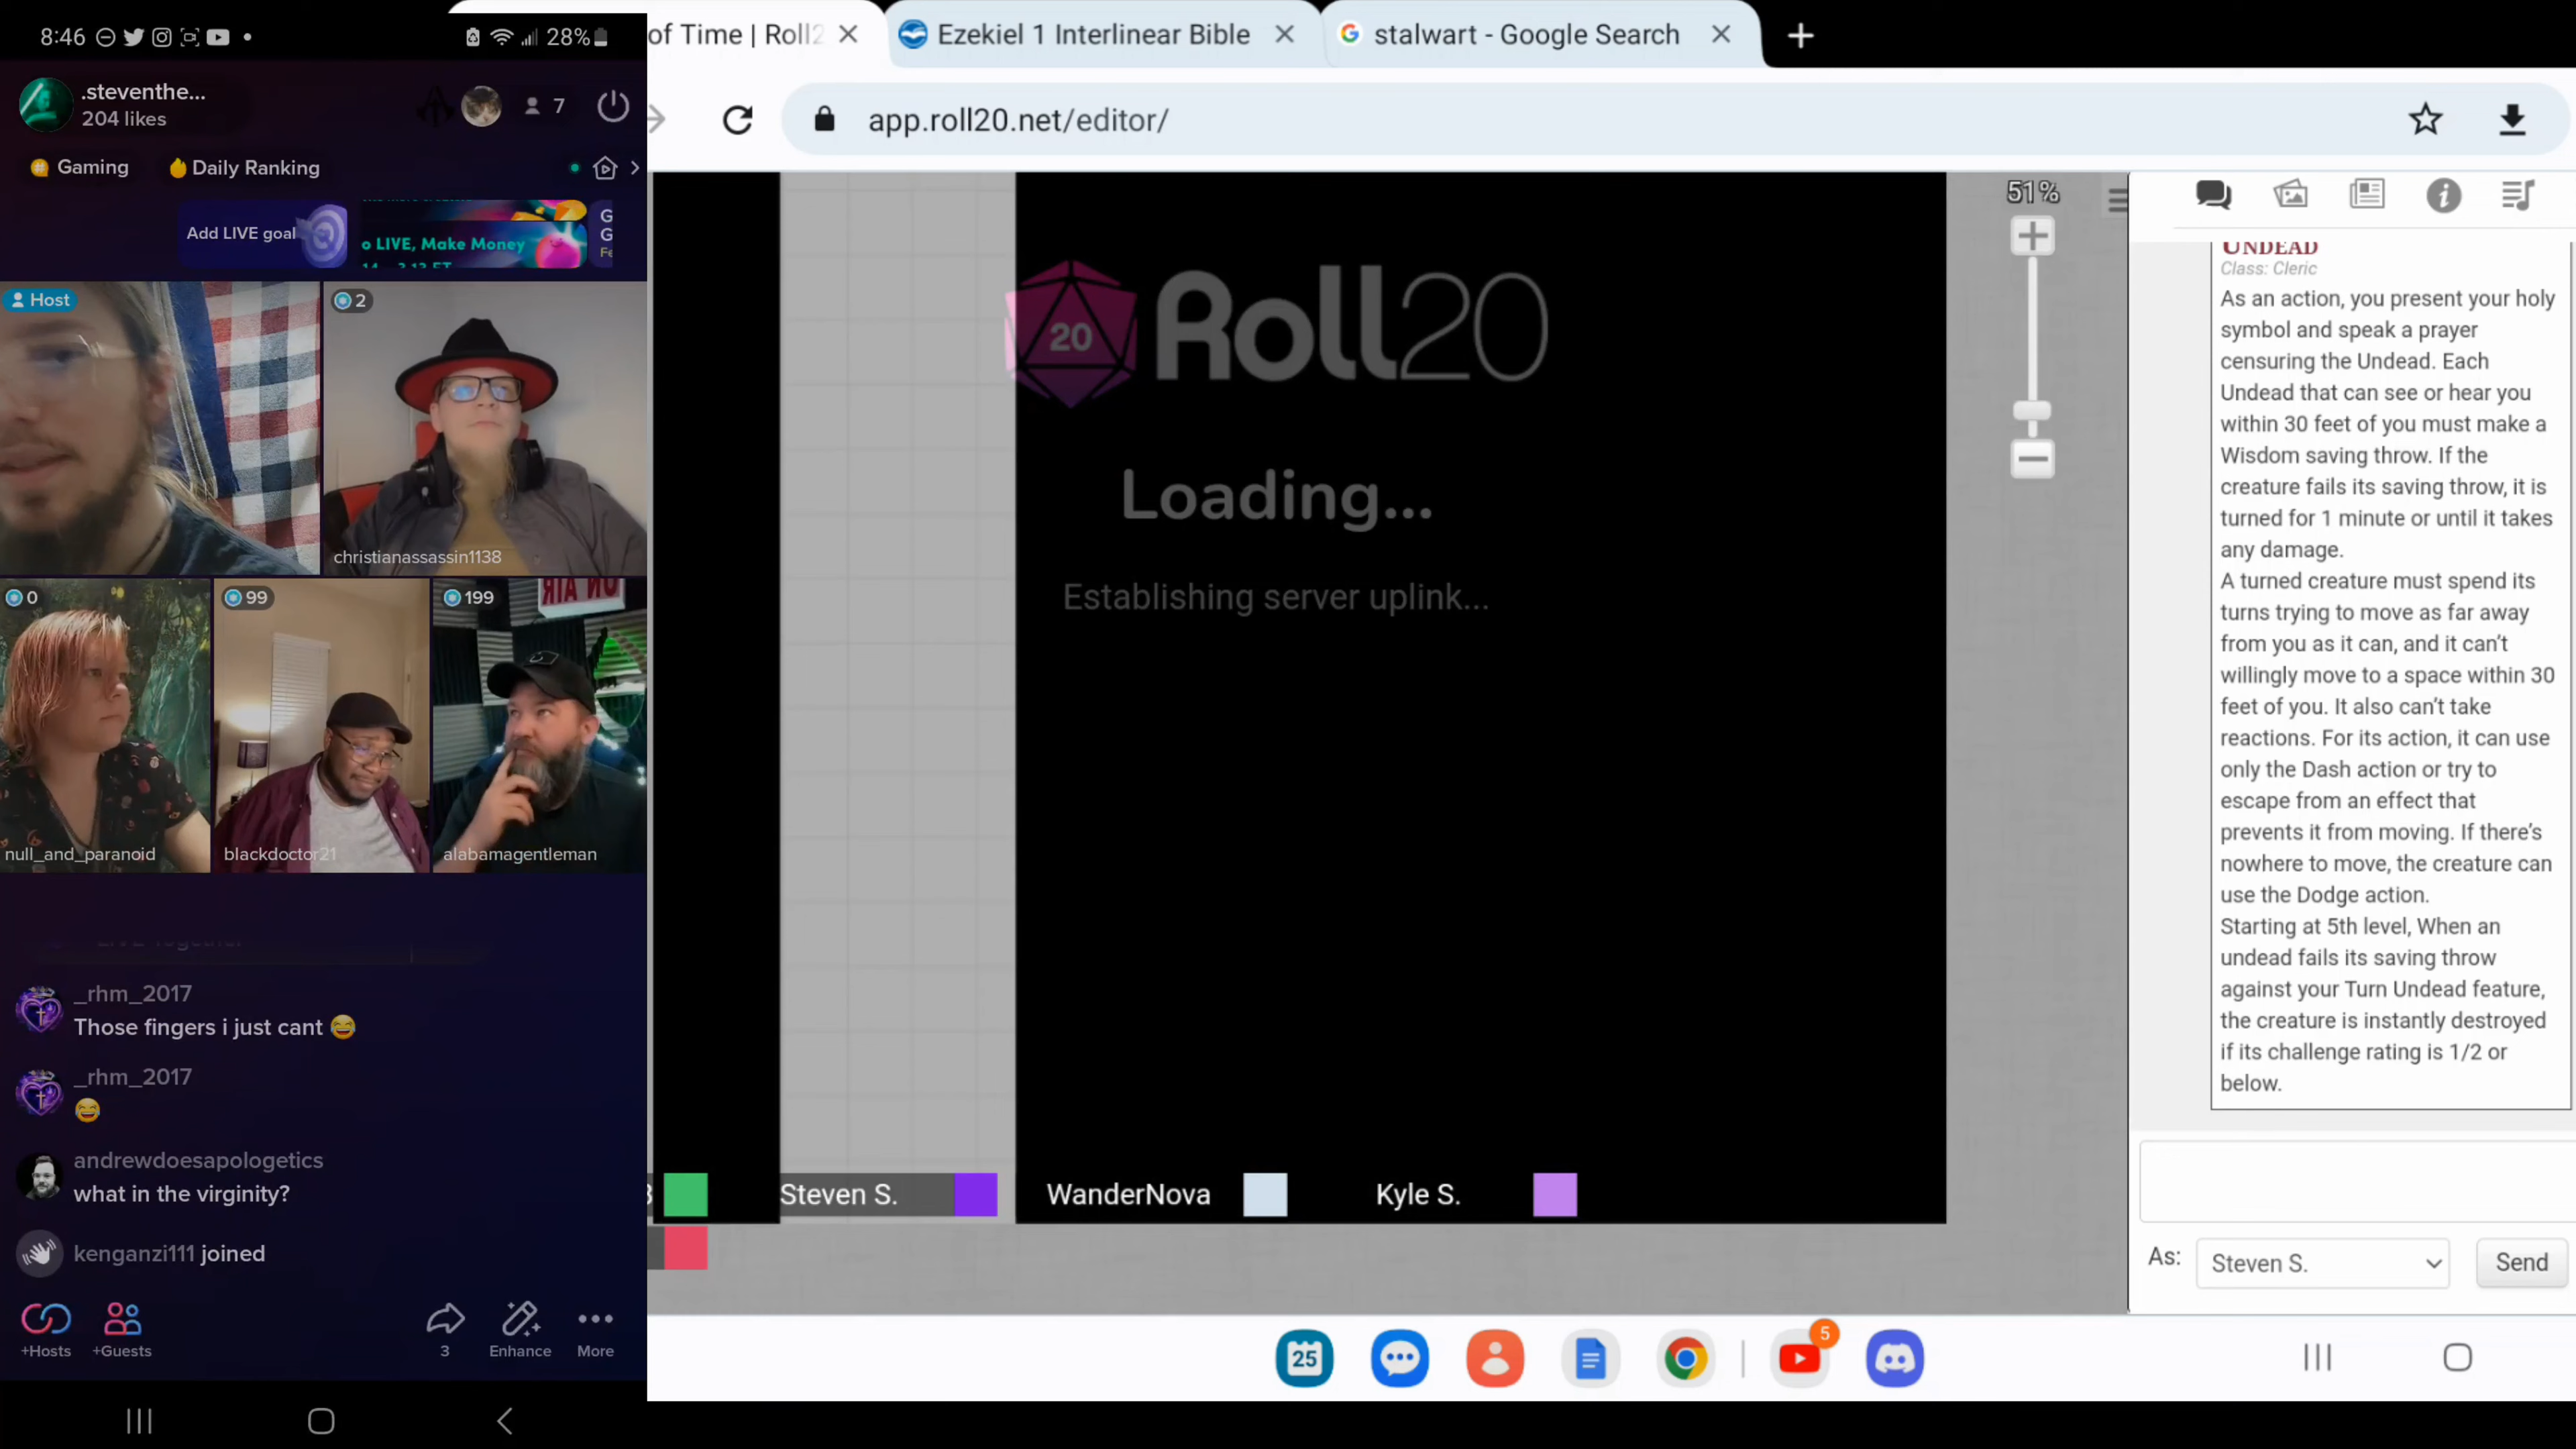 8:46
28%
.steventhe...
204 likes
7
Gaming
Daily Ranking
Add LIVE goal
o LIVE, Make Money
G
G
Fe
Host
2
christianassassin1138
0
99
199
ON AIR
null_and_paranoid
blackdoctor21
alabamagentleman
_rhm_2017
Those fingers i just cant 😂
_rhm_2017
😂
andrewdoesapologetics
what in the virginity?
kenganzi111 joined
+Hosts
+Guests
3
Enhance
More
of Time | Roll2
Ezekiel 1 Interlinear Bible
stalwart - Google Search
app.roll20.net/editor/
20
Roll20
Loading...
Establishing server uplink...
51%
Steven S.
WanderNova
Kyle S.
UNDEAD
Class: Cleric
As an action, you present your holy
symbol and speak a prayer
censuring the Undead. Each
Undead that can see or hear you
within 30 feet of you must make a
Wisdom saving throw. If the
creature fails its saving throw, it is
turned for 1 minute or until it takes
any damage.
A turned creature must spend its
turns trying to move as far away
from you as it can, and it can't
willingly move to a space within 30
feet of you. It also can't take
reactions. For its action, it can use
only the Dash action or try to
escape from an effect that
prevents it from moving. If there's
nowhere to move, the creature can
use the Dodge action.
Starting at 5th level, When an
undead fails its saving throw
against your Turn Undead feature,
the creature is instantly destroyed
if its challenge rating is 1/2 or
below.
As:
Steven S.
Send
25
5